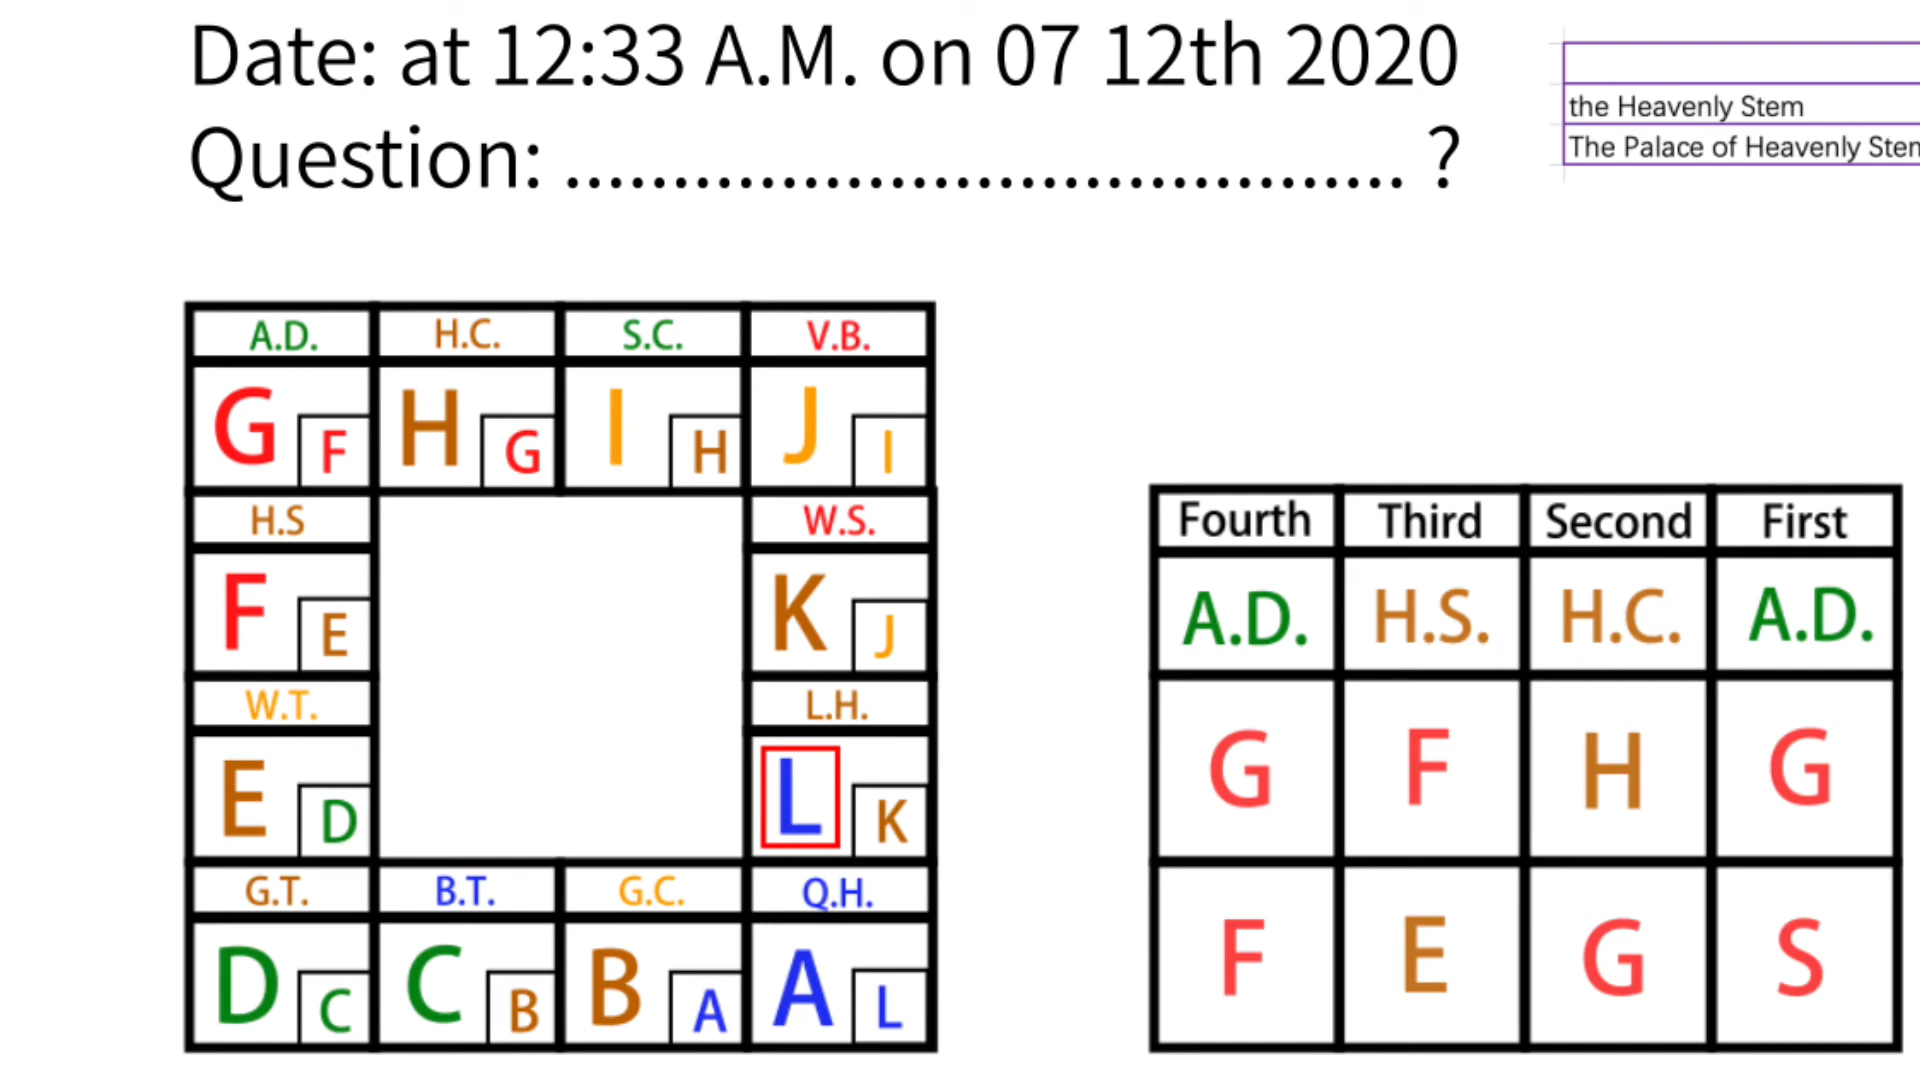 Date: at 12:33 A.M. on 07 12th 2020
Question: ....................................... ?
the Heavenly Stem
The Palace of Heavenly Stem
A.D. H.C. S.C. V.B.
G F H G I H J I
H.S W.S.
F E K J
W.T. L.H.
E D L K
G.T. B.T. G.C. Q.H.
D C C B B A A L
Fourth Third Second First
A.D. H.S. H.C. A.D.
G F H G
F E G S